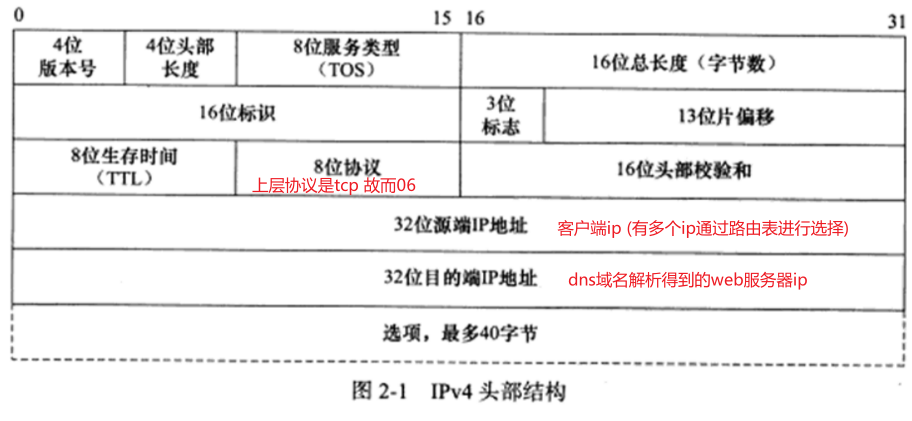 0 15 16 31
4位
版本号
4位头部
长度
8位服务类型
（TOS）
16位总长度（字节数）
16位标识
3位
标志
13位片偏移
8位生存时间
（TTL）
8位协议
上层协议是tcp 故而06
16位头部校验和
32位源端IP地址 客户端ip (有多个ip通过路由表进行选择)
32位目的端IP地址 dns域名解析得到的web服务器ip
选项，最多40字节
图 2-1 IPv4 头部结构